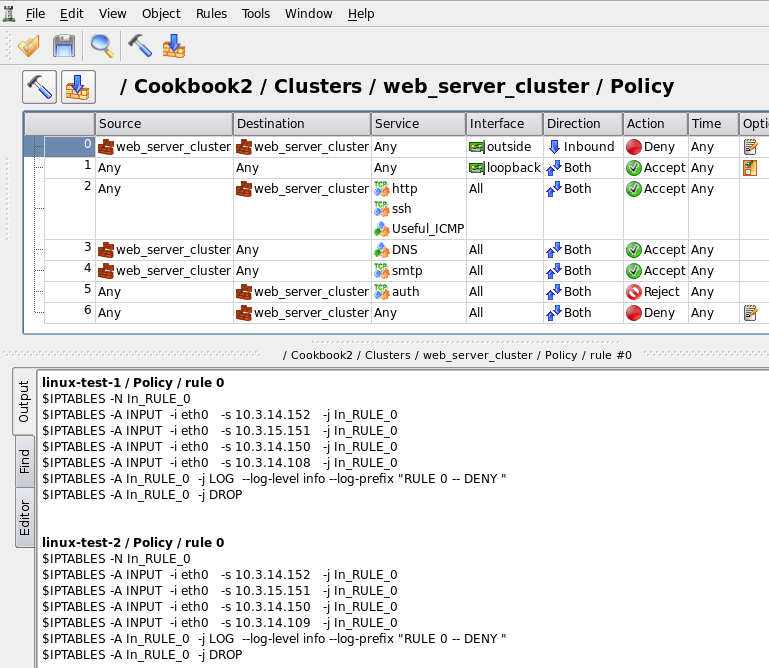 File Edit View Object Policy Rules Tools Window Help
/ Cookbook2 / Clusters / web_server_cluster / Policy
Source Destination Service Interface Direction Action Time Opti
0 web_server_cluster web_server_cluster Any outside Inbound Deny Any
1 Any Any Any loopback Both Accept Any
2 Any web_server_cluster http All Both Accept Any
ssh
Useful_ICMP
3 web_server_cluster Any DNS All Both Accept Any
4 web_server_cluster Any smtp All Both Accept Any
5 Any web_server_cluster auth All Both Reject Any
6 Any web_server_cluster Any All Both Deny Any
/ Cookbook2 / Clusters / web_server_cluster / Policy / rule #0
Output
Find
Editor
linux-test-1 / Policy / rule 0
$IPTABLES -N In_RULE_0
$IPTABLES -A INPUT -i eth0 -s 10.3.14.152 -j In_RULE_0
$IPTABLES -A INPUT -i eth0 -s 10.3.15.151 -j In_RULE_0
$IPTABLES -A INPUT -i eth0 -s 10.3.14.150 -j In_RULE_0
$IPTABLES -A INPUT -i eth0 -s 10.3.14.108 -j In_RULE_0
$IPTABLES -A In_RULE_0 -j LOG --log-level info --log-prefix "RULE 0 -- DENY "
$IPTABLES -A In_RULE_0 -j DROP
linux-test-2 / Policy / rule 0
$IPTABLES -N In_RULE_0
$IPTABLES -A INPUT -i eth0 -s 10.3.14.152 -j In_RULE_0
$IPTABLES -A INPUT -i eth0 -s 10.3.15.151 -j In_RULE_0
$IPTABLES -A INPUT -i eth0 -s 10.3.14.150 -j In_RULE_0
$IPTABLES -A INPUT -i eth0 -s 10.3.14.109 -j In_RULE_0
$IPTABLES -A In_RULE_0 -j LOG --log-level info --log-prefix "RULE 0 -- DENY "
$IPTABLES -A In_RULE_0 -j DROP